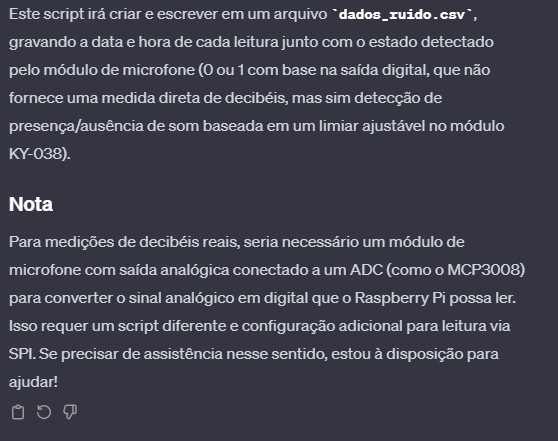 Este script irá criar e escrever em um arquivo `dados_ruido.csv`,
gravando a data e hora de cada leitura junto com o estado detectado
pelo módulo de microfone (0 ou 1 com base na saída digital, que não
fornece uma medida direta de decibéis, mas sim detecção de
presença/ausência de som baseada em um limiar ajustável no módulo
KY-038).
Nota
Para medições de decibéis reais, seria necessário um módulo de
microfone com saída analógica conectado a um ADC (como o MCP3008)
para converter o sinal analógico em digital que o Raspberry Pi possa ler.
Isso requer um script diferente e configuração adicional para leitura via
SPI. Se precisar de assistência nesse sentido, estou à disposição para
ajudar!